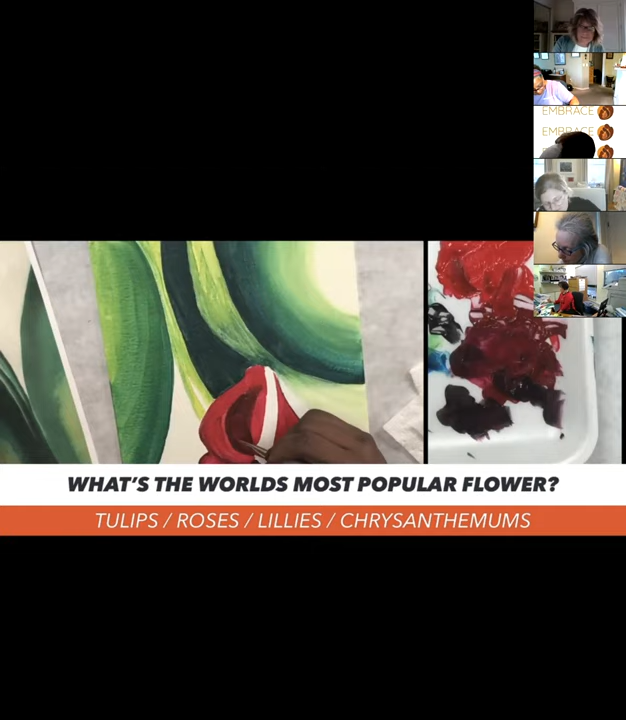 EMBRACE
EMBRACE
WHAT'S THE WORLDS MOST POPULAR FLOWER?
TULIPS / ROSES / LILLIES / CHRYSANTHEMUMS